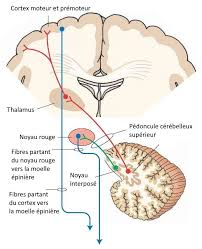 Cortex moteur et prémoteur
Thalamus
Pédoncule cérébelleux
supérieur
Noyau rouge
Fibres partant
du noyau rouge
vers la moelle
épinière
Noyau
interposé
Fibres partant
du cortex vers
la moelle épinière